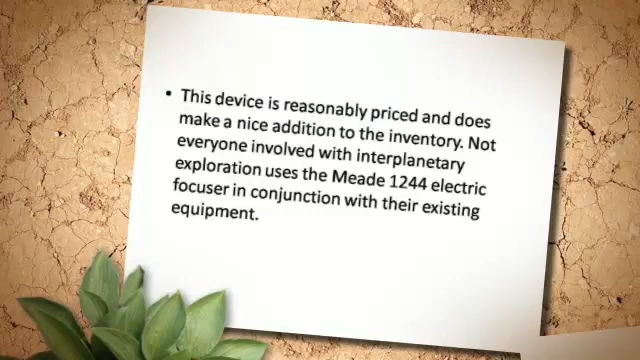 • This device is reasonably priced and does
make a nice addition to the inventory. Not
everyone involved with interplanetary
exploration uses the Meade 1244 electric
focuser in conjunction with their existing
equipment.